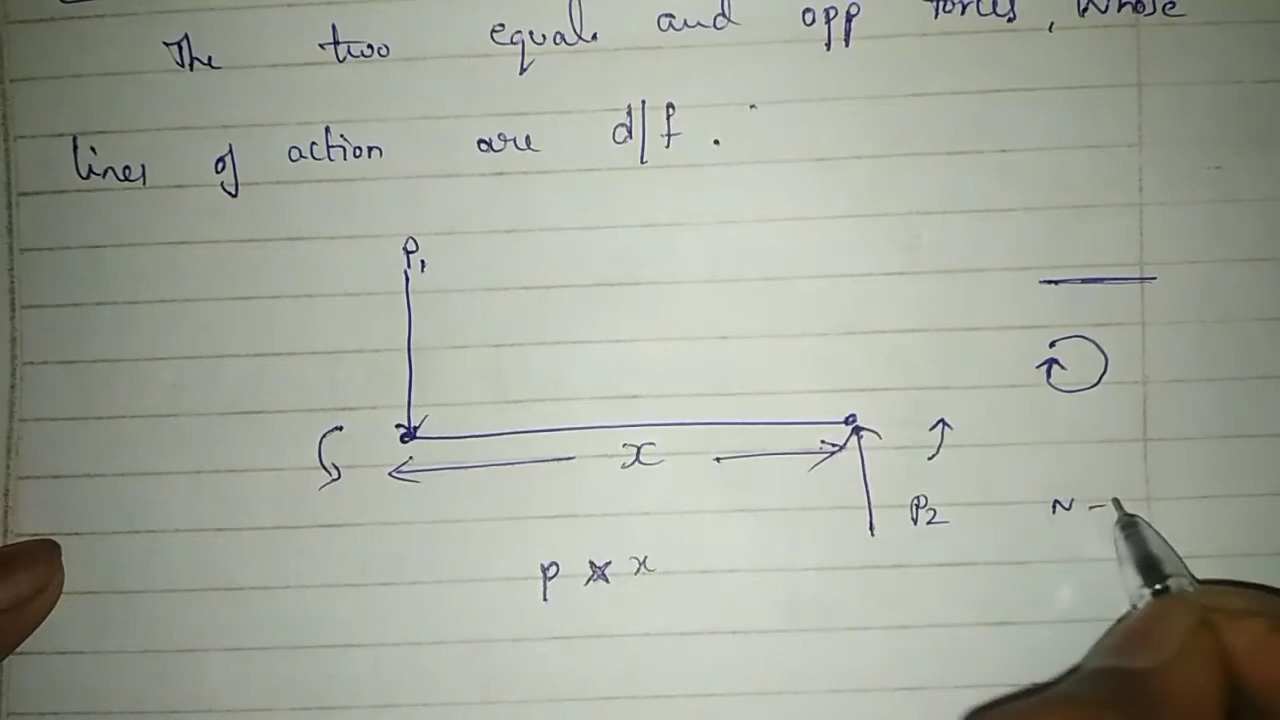 The two equal and opp forces, whose
lines of action are d/f.
P1
x
P2
N -
p × x